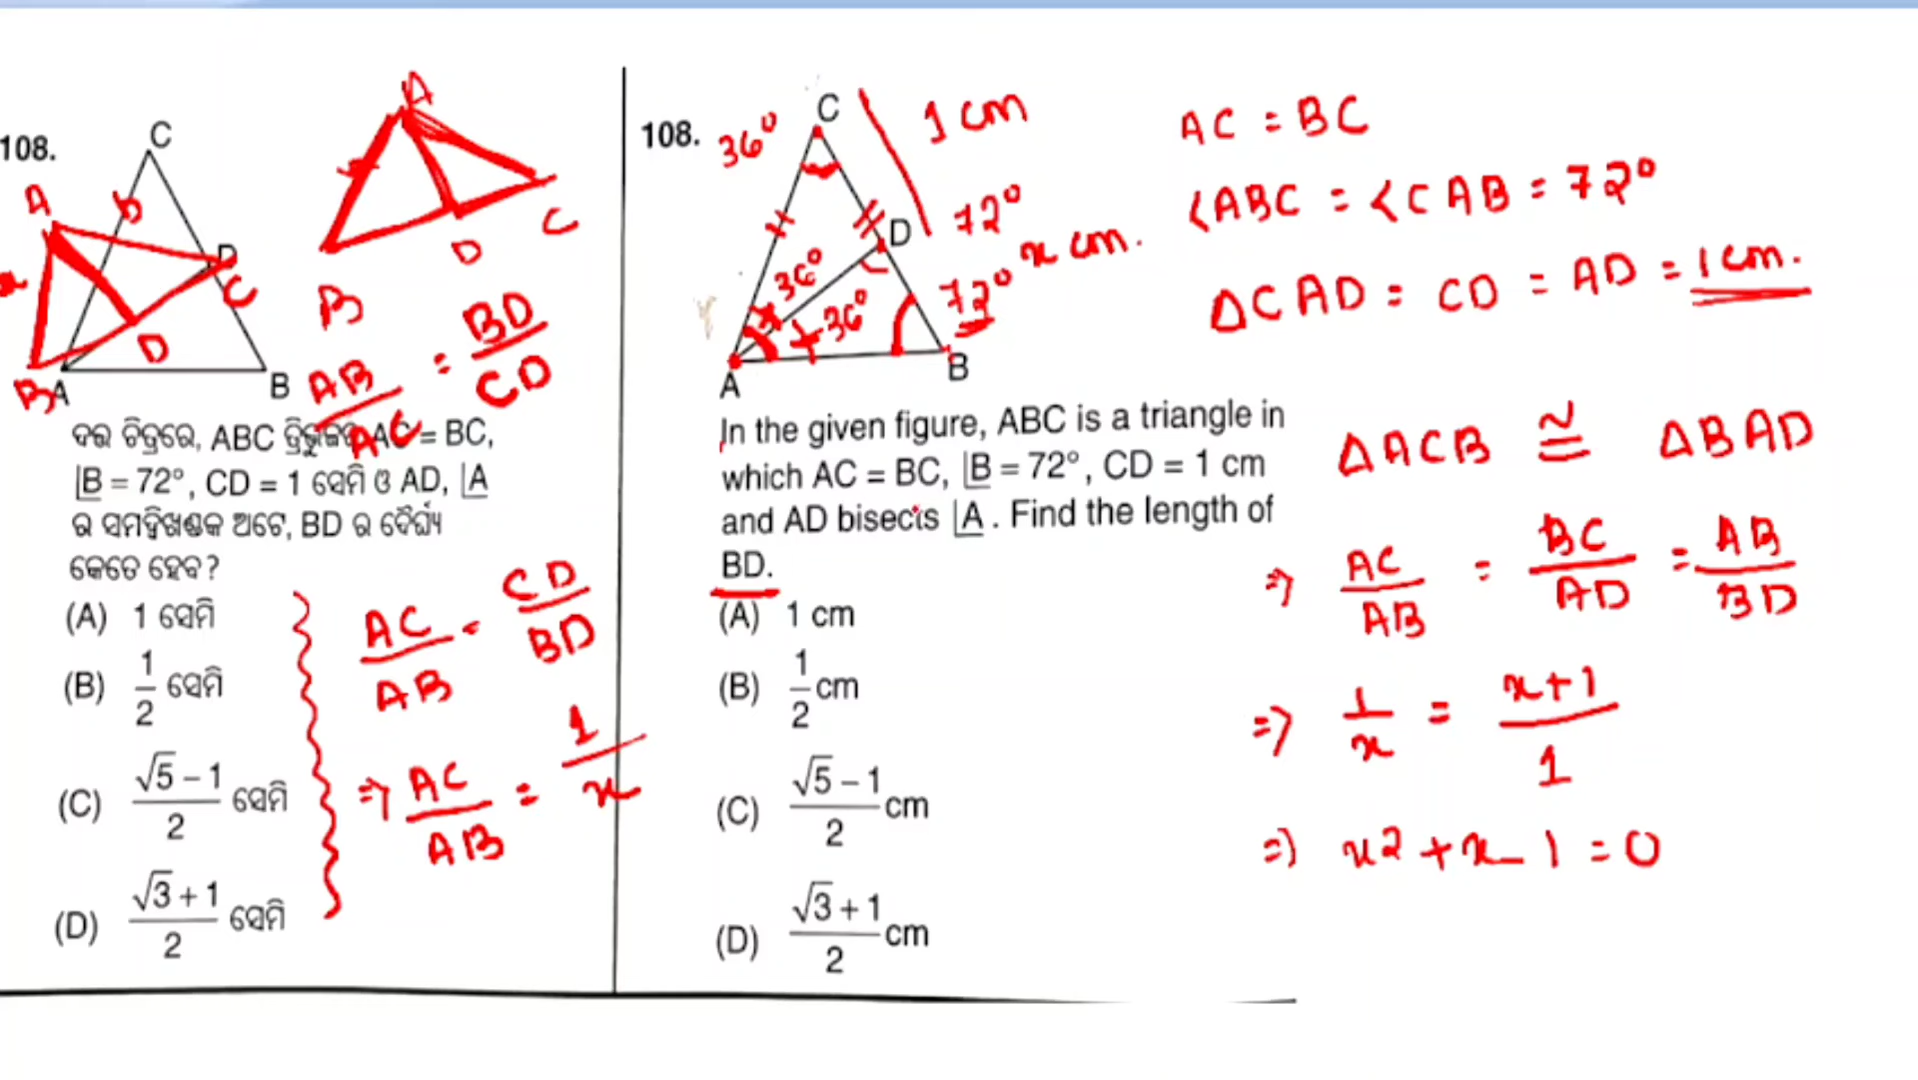 108.
C
A
b
D
C
a
D
B
A
B
A
B
D
C
AB/AC = BD/CD
ଦତ୍ତ ଚିତ୍ରରେ, ABC ତ୍ରିଭୁଜର AC = BC,
∠B = 72°, CD = 1 ସେମି ଓ AD, ∠A
ର ସମଦ୍ବିଖଣ୍ଡକ ଅଟେ, BD ର ଦୈର୍ଘ୍ୟ
କେତେ ହେବ?
(A) 1 ସେମି
(B) 1/2 ସେମି
(C) (√5 – 1)/2 ସେମି
(D) (√3 + 1)/2 ସେମି
AC/AB = CD/BD
⇒ AC/AB = 1/x
108.
36°
C
1 cm
72°
D
x cm.
36°
36°
72°
A
B
In the given figure, ABC is a triangle in
which AC = BC, ∠B = 72°, CD = 1 cm
and AD bisects ∠A. Find the length of
BD.
(A) 1 cm
(B) 1/2 cm
(C) (√5 – 1)/2 cm
(D) (√3 + 1)/2 cm
AC = BC
<ABC = <CAB = 72°
ΔCAD = CD = AD = 1 cm.
ΔACB ≅ ΔBAD
⇒ AC/AB = BC/AD = AB/BD
⇒ 1/x = (x+1)/1
⇒ x2 + x - 1 = 0